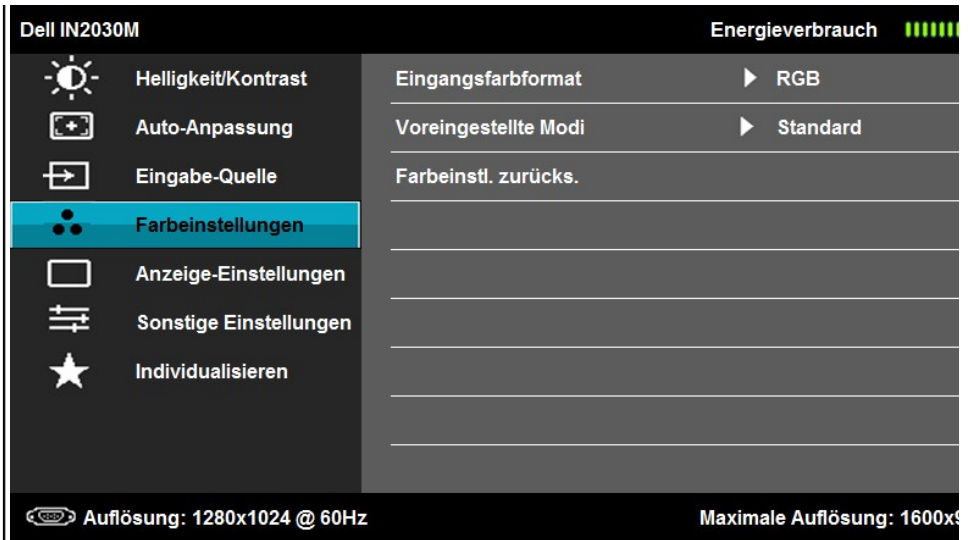 Dell IN2030M
Energieverbrauch
Helligkeit/Kontrast
Auto-Anpassung
Eingabe-Quelle
Farbeinstellungen
Anzeige-Einstellungen
Sonstige Einstellungen
Individualisieren
Eingangsfarbformat RGB
Voreingestellte Modi Standard
Farbeinstl. zurücks.
Auflösung: 1280x1024 @ 60Hz
Maximale Auflösung: